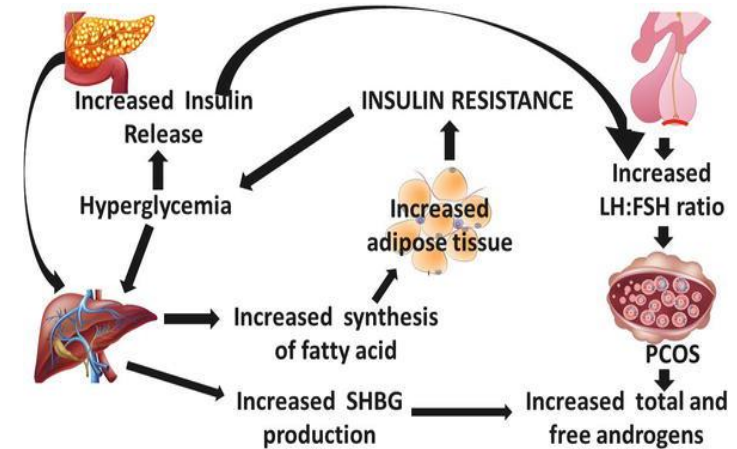 Increased Insulin
Release
INSULIN RESISTANCE
Increased
LH:FSH ratio
Hyperglycemia
Increased
adipose tissue
Increased synthesis
of fatty acid
PCOS
Increased SHBG
production
Increased total and
free androgens